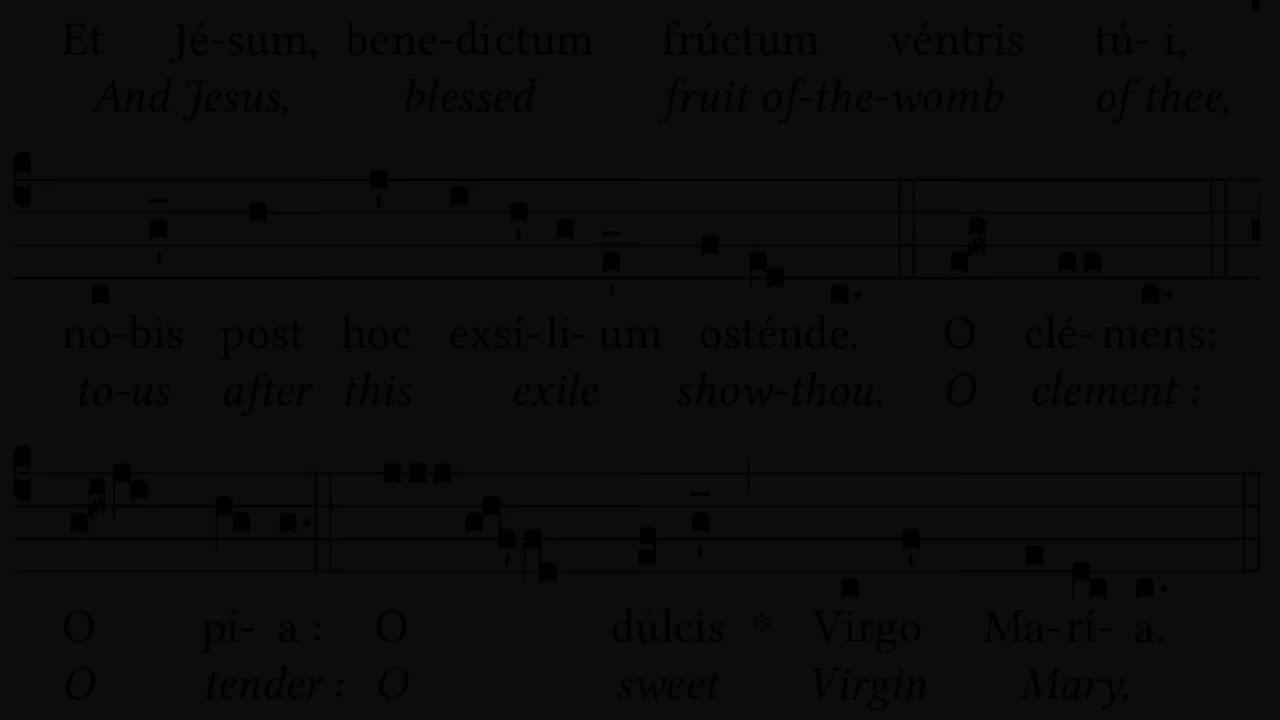 Et Jé-sum, bene-díctum frúctum véntris tú- i,
And Jesus, blessed fruit of-the-womb of thee,
no-bis post hoc exsí-li- um osténde. O clé- mens:
to-us after this exile show-thou. O clement :
O pí- a : O dúlcis * Virgo Ma-rí- a.
O tender : O sweet Virgin Mary.